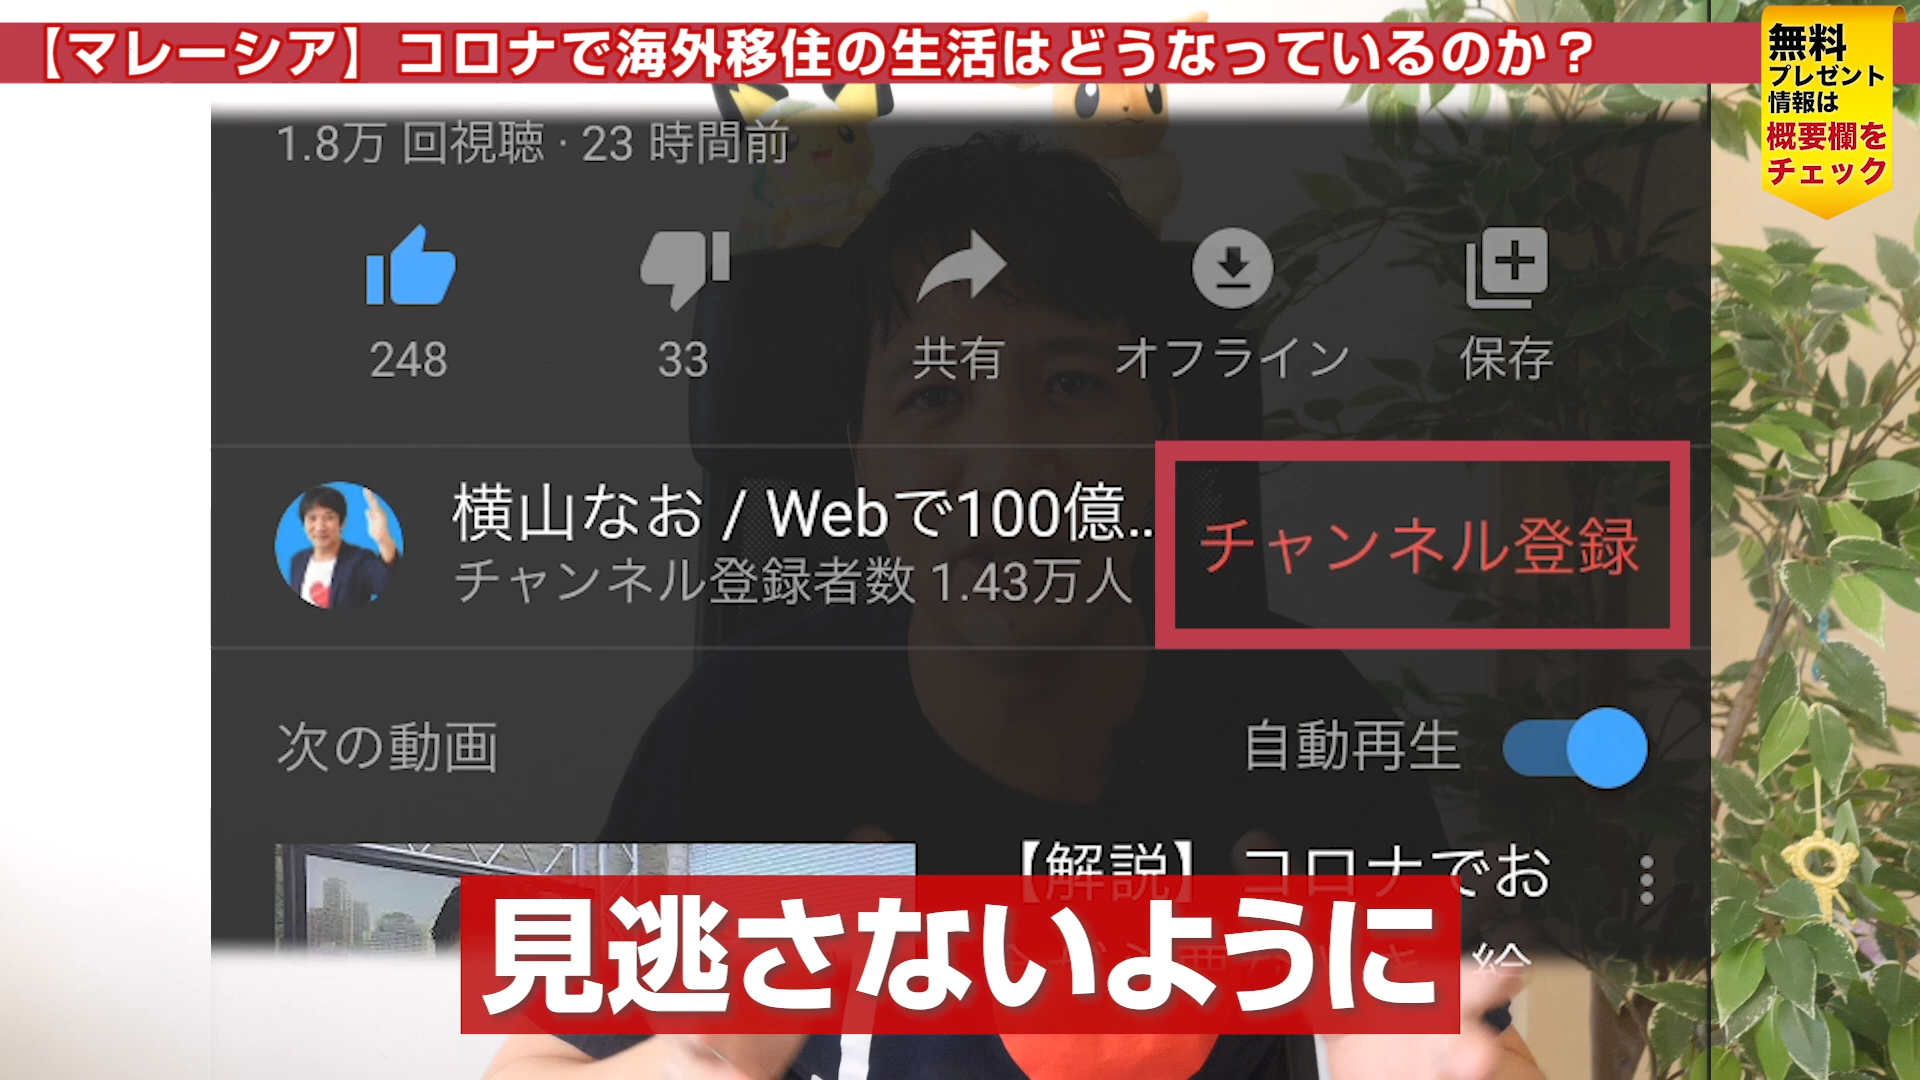 【マレーシア】コロナで海外移住の生活はどうなっているのか？
無料
プレゼント
情報は
概要欄を
チェック
1.8万 回視聴・23 時間前
248
33
共有
オフライン
保存
横山なお / Webで100億...
チャンネル登録者数 1.43万人
チャンネル登録
次の動画
自動再生
【解説】コロナでお
見逃さないように